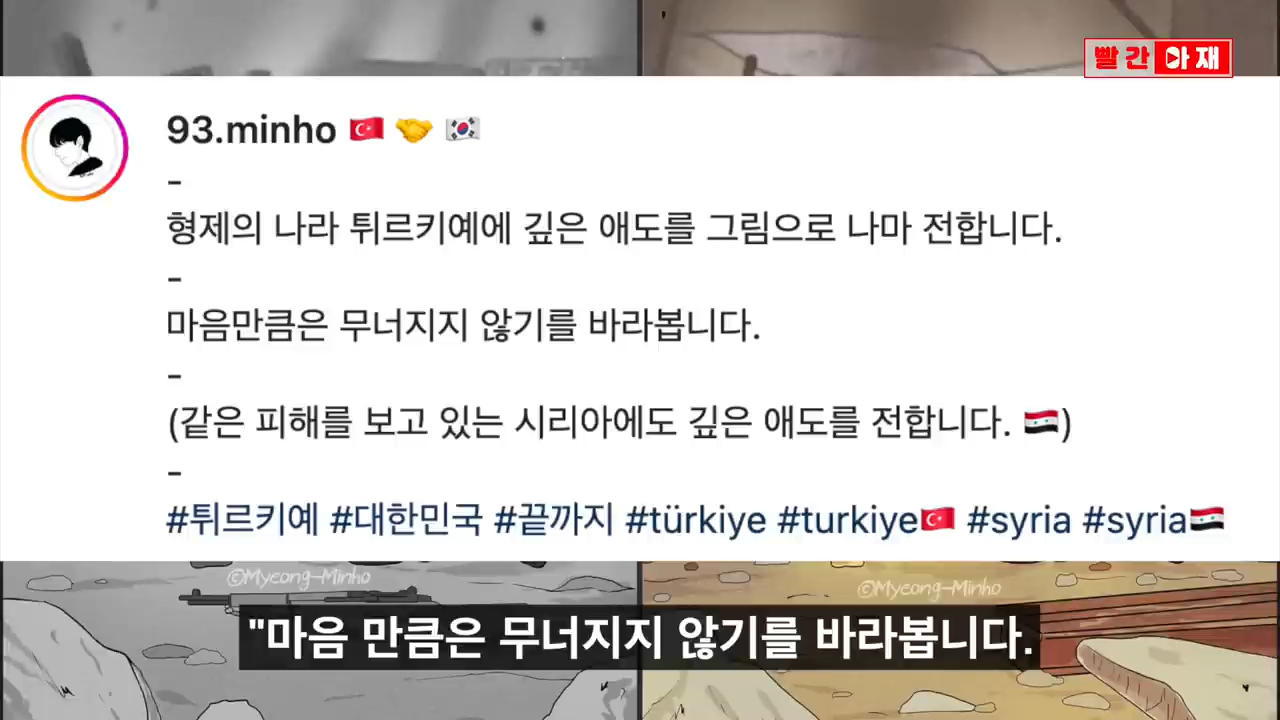 빨간아재
93.minho 🇹🇷 🤝 🇰🇷
-
형제의 나라 튀르키예에 깊은 애도를 그림으로 나마 전합니다.
-
마음만큼은 무너지지 않기를 바라봅니다.
-
(같은 피해를 보고 있는 시리아에도 깊은 애도를 전합니다. 🇸🇾)
-
#튀르키예 #대한민국 #끝까지 #türkiye #turkiye🇹🇷 #syria #syria🇸🇾
©Myeong-Minho
©Myeong-Minho
"마음 만큼은 무너지지 않기를 바라봅니다.